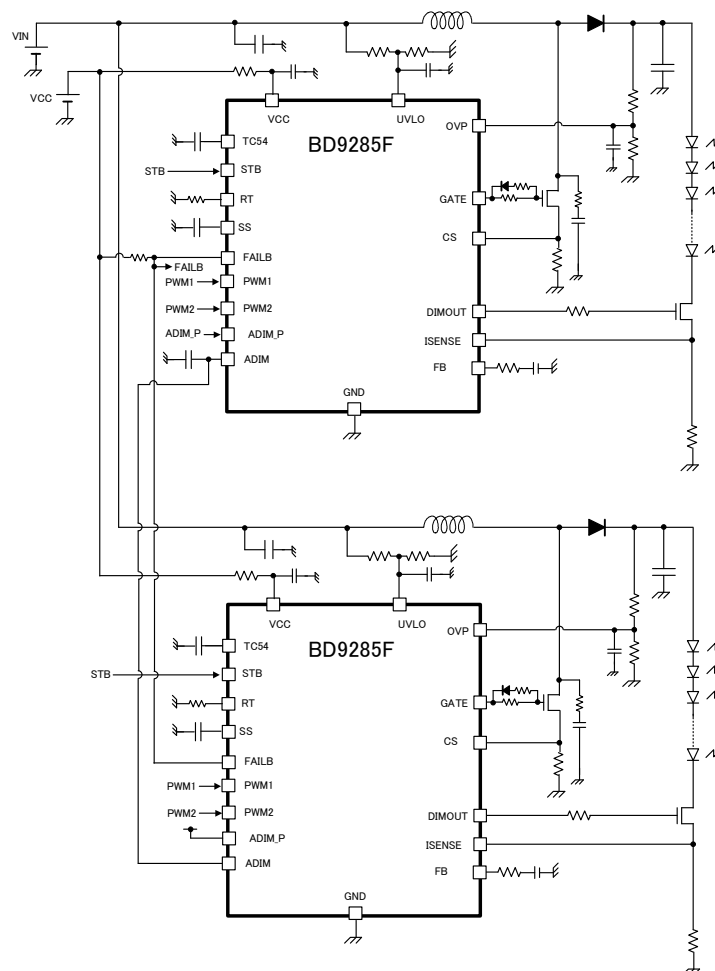 VIN
VCC
VCC
UVLO
BD9285F
OVP
TC54
STB
STB
RT
GATE
SS
CS
FAILB
FAILB
PWM1
PWM1
PWM2
PWM2
DIMOUT
ADIM_P
ADIM_P
ISENSE
ADIM
FB
GND
VCC
UVLO
BD9285F
OVP
TC54
STB
STB
RT
GATE
SS
CS
FAILB
PWM1
PWM1
PWM2
PWM2
DIMOUT
ADIM_P
ISENSE
ADIM
FB
GND